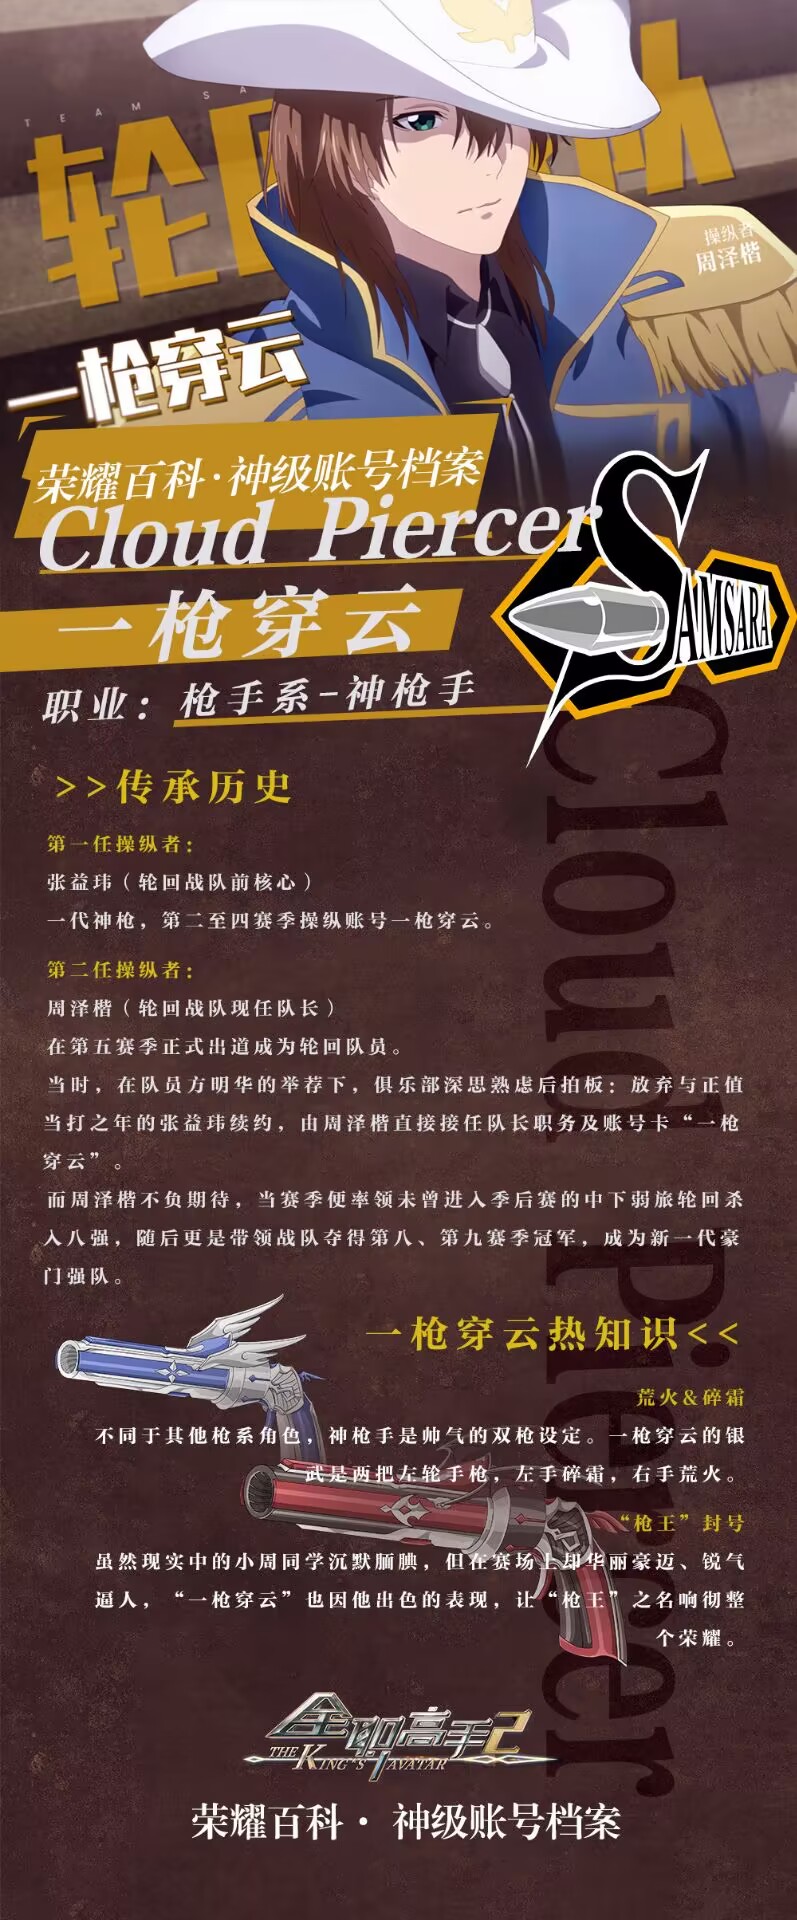 TEAM SA
轮回 队
操纵者
周泽楷
一枪穿云
荣耀百科·神级账号档案
Cloud Piercer
SAMSARA
一枪穿云
职业：枪手系-神枪手
Cloud Piercer
>>传承历史
第一任操纵者：
张益玮（轮回战队前核心）
一代神枪，第二至四赛季操纵账号一枪穿云。
第二任操纵者：
周泽楷（轮回战队现任队长）
在第五赛季正式出道成为轮回队员。
当时，在队员方明华的举荐下，俱乐部深思熟虑后拍板：放弃与正值
当打之年的张益玮续约，由周泽楷直接接任队长职务及账号卡“一枪
穿云”。
而周泽楷不负期待，当赛季便率领未曾进入季后赛的中下弱旅轮回杀
入八强，随后更是带领战队夺得第八、第九赛季冠军，成为新一代豪
门强队。
一枪穿云热知识<<
荒火&碎霜
不同于其他枪系角色，神枪手是帅气的双枪设定。一枪穿云的银
武是两把左轮手枪，左手碎霜，右手荒火。
“枪王”封号
虽然现实中的小周同学沉默腼腆，但在赛场上却华丽豪迈、锐气
逼人，“一枪穿云”也因他出色的表现，让“枪王”之名响彻整
个荣耀。
全职高手2
THE KING'S AVATAR
荣耀百科· 神级账号档案